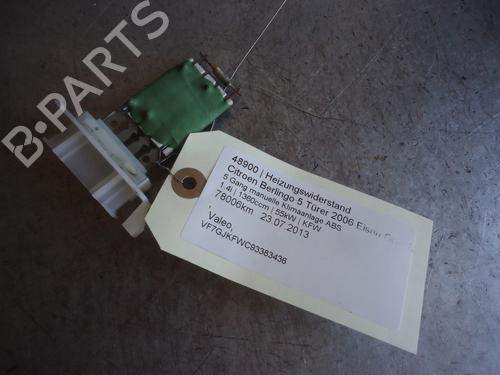 B-PARTS
48900 | Heizungswiderstand
Citroen Berlingo 5 Türer 2006 Eisen
5 Gang manuelle Klimaanlage ABS
1.4i | 1360ccm | 55kW | KFW
78006km 23.07.2013
,
Valeo,
VF7GJKFWC93383436